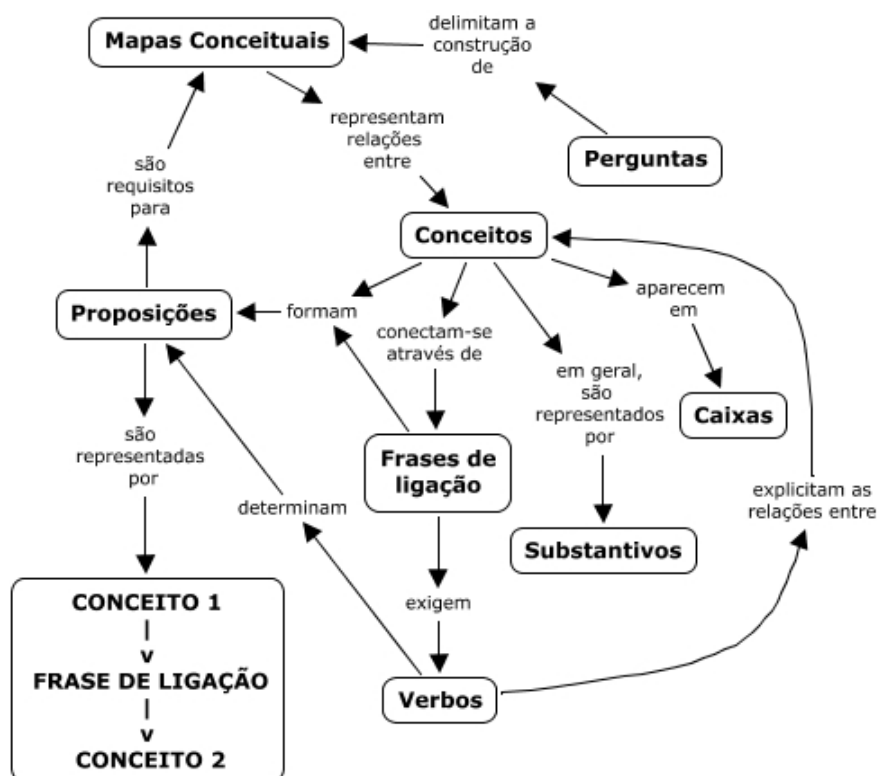 Mapas Conceituais
delimitam a
construção
de
Perguntas
representam
relações
entre
são
requisitos
para
Conceitos
Proposições
formam
conectam-se
através de
aparecem
em
em geral,
são
representados
por
Caixas
são
representadas
por
Frases de
ligação
determinam
explicitam as
relações entre
Substantivos
exigem
Verbos
CONCEITO 1
|
v
FRASE DE LIGAÇÃO
|
v
CONCEITO 2